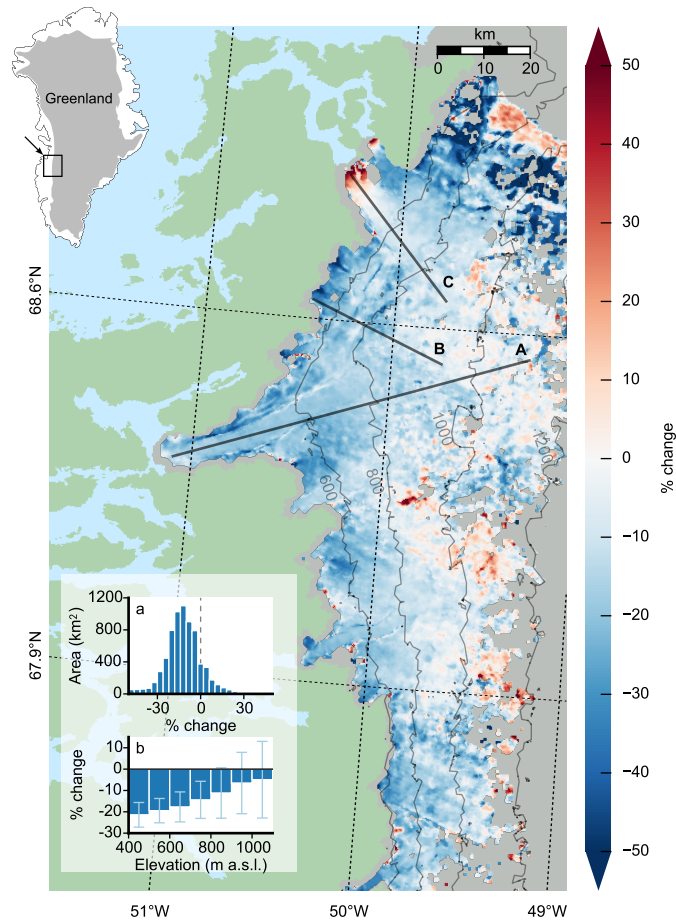 Greenland
km
0 10 20
50
40
30
20
10
0
−10
−20
−30
−40
−50
% change
C
B
A
68.6°N
67.9°N
1000
1200
800
600
a
1200
800
400
0
Area (km²)
-30 0 30
% change
b
10
0
-10
-20
-30
% change
400 600 800 1000
Elevation (m a.s.l.)
51°W 50°W 49°W